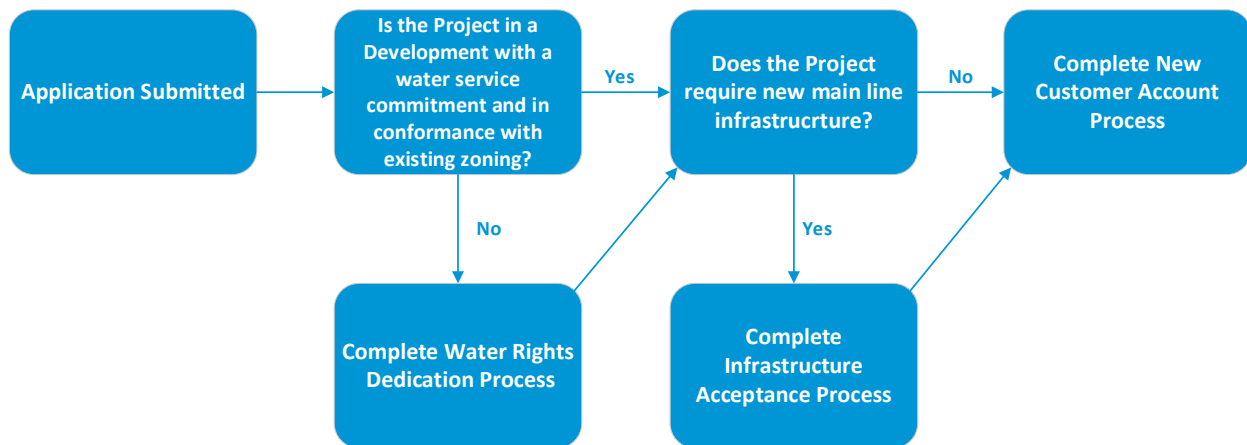 Application Submitted
Is the Project in a
Development with a
water service
commitment and in
conformance with
existing zoning?
Yes
Does the Project
require new main line
infrastrucrture?
No
Complete New
Customer Account
Process
No
Yes
Complete Water Rights
Dedication Process
Complete
Infrastructure
Acceptance Process